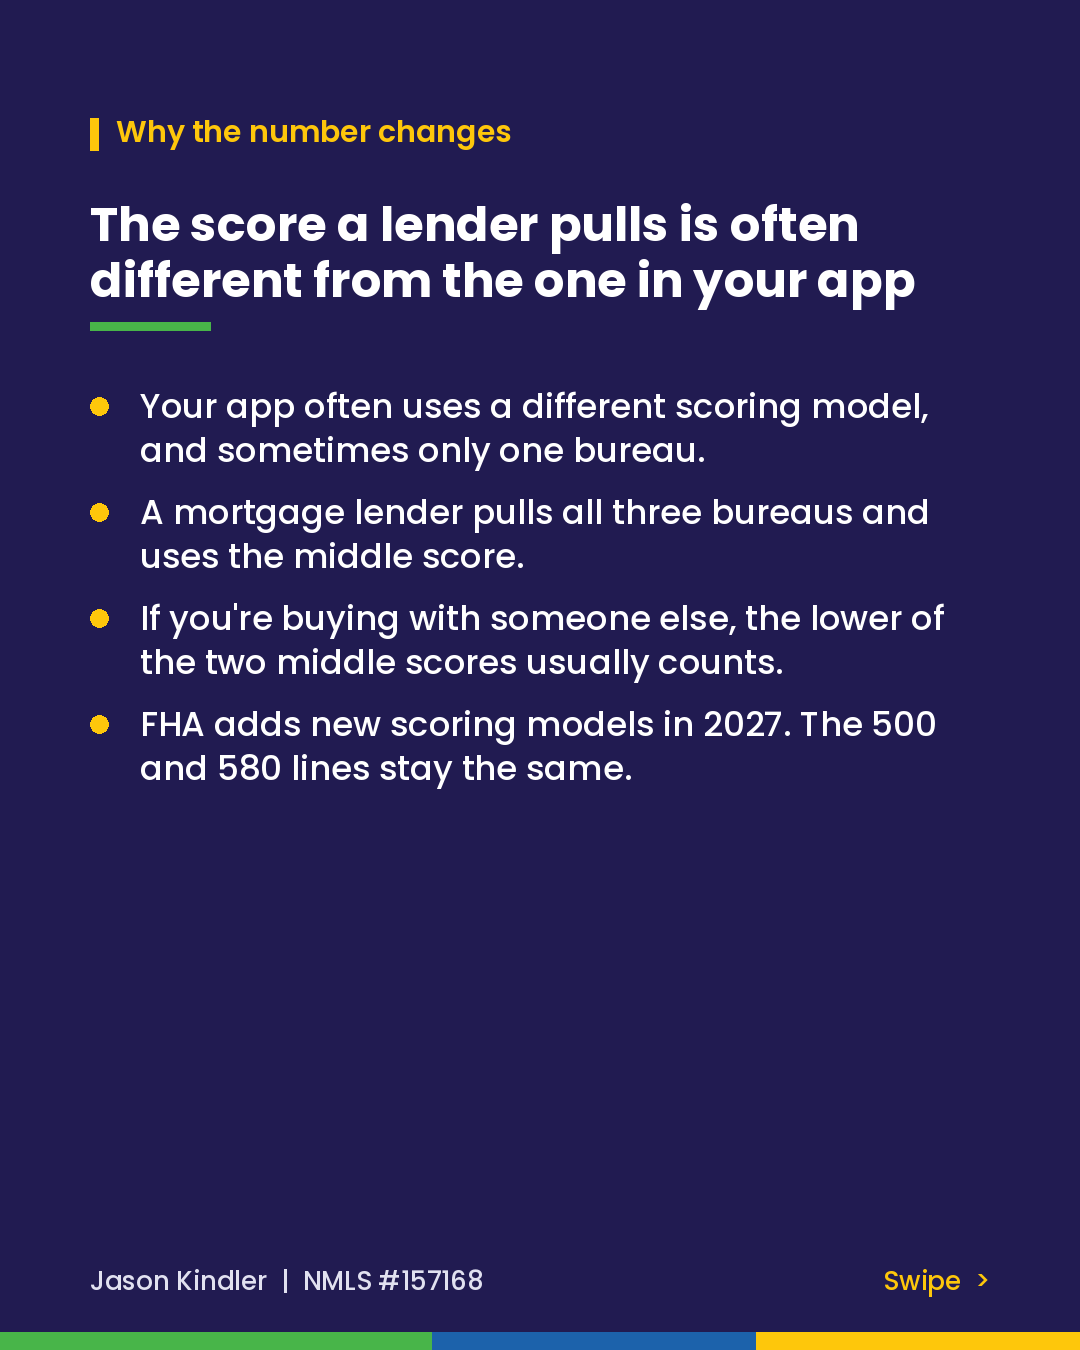 Why the number changes
The score a lender pulls is often
different from the one in your app
Your app often uses a different scoring model,
and sometimes only one bureau.
A mortgage lender pulls all three bureaus and
uses the middle score.
If you're buying with someone else, the lower of
the two middle scores usually counts.
FHA adds new scoring models in 2027. The 500
and 580 lines stay the same.
Jason Kindler | NMLS #157168
Swipe >